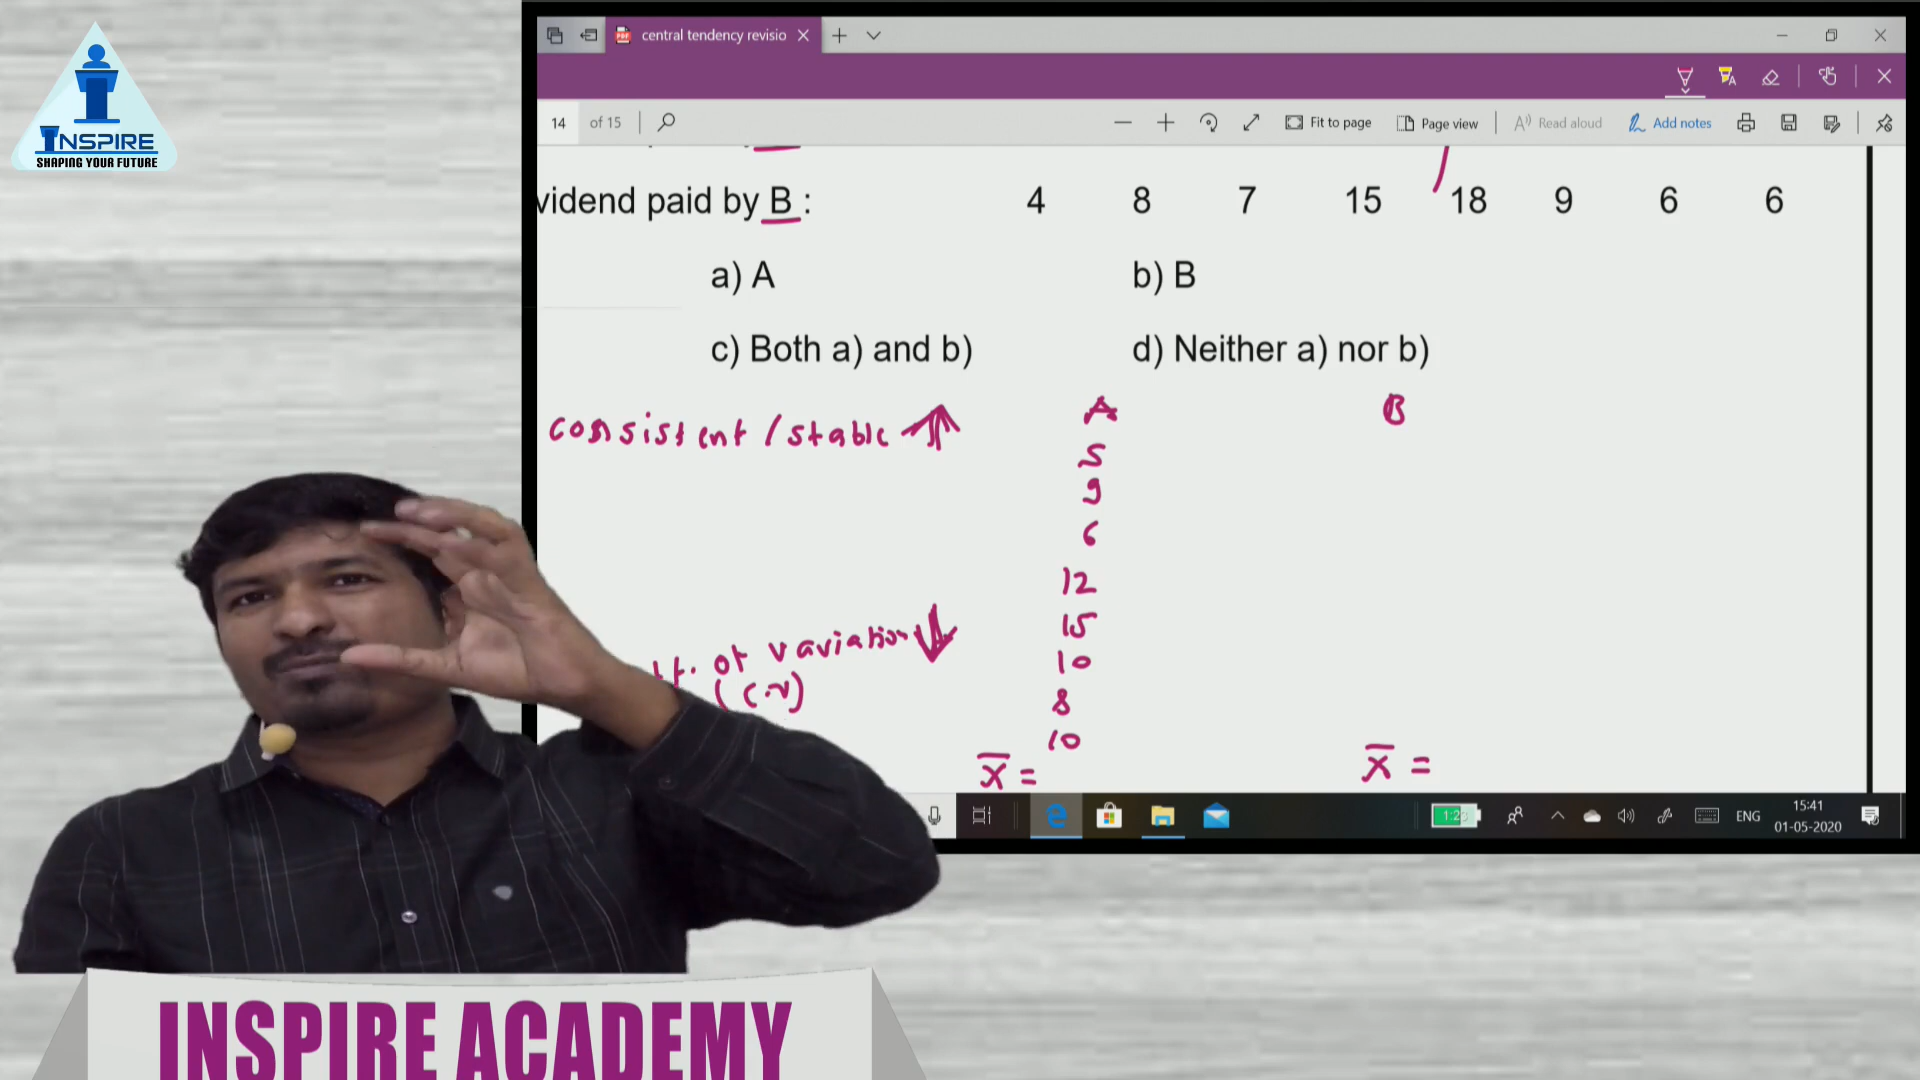 INSPIRE
SHAPING YOUR FUTURE
central tendency revisio
14 of 15
Fit to page
Page view
Read aloud
Add notes
vidend paid by B : 4 8 7 15 18 9 6 6
a) A b) B
c) Both a) and b) d) Neither a) nor b)
consistent / stable
A B
5
9
6
12
15
10
8
10
of variation
(C.V)
x̄ = x̄ =
ENG
15:41
01-05-2020
INSPIRE ACADEMY